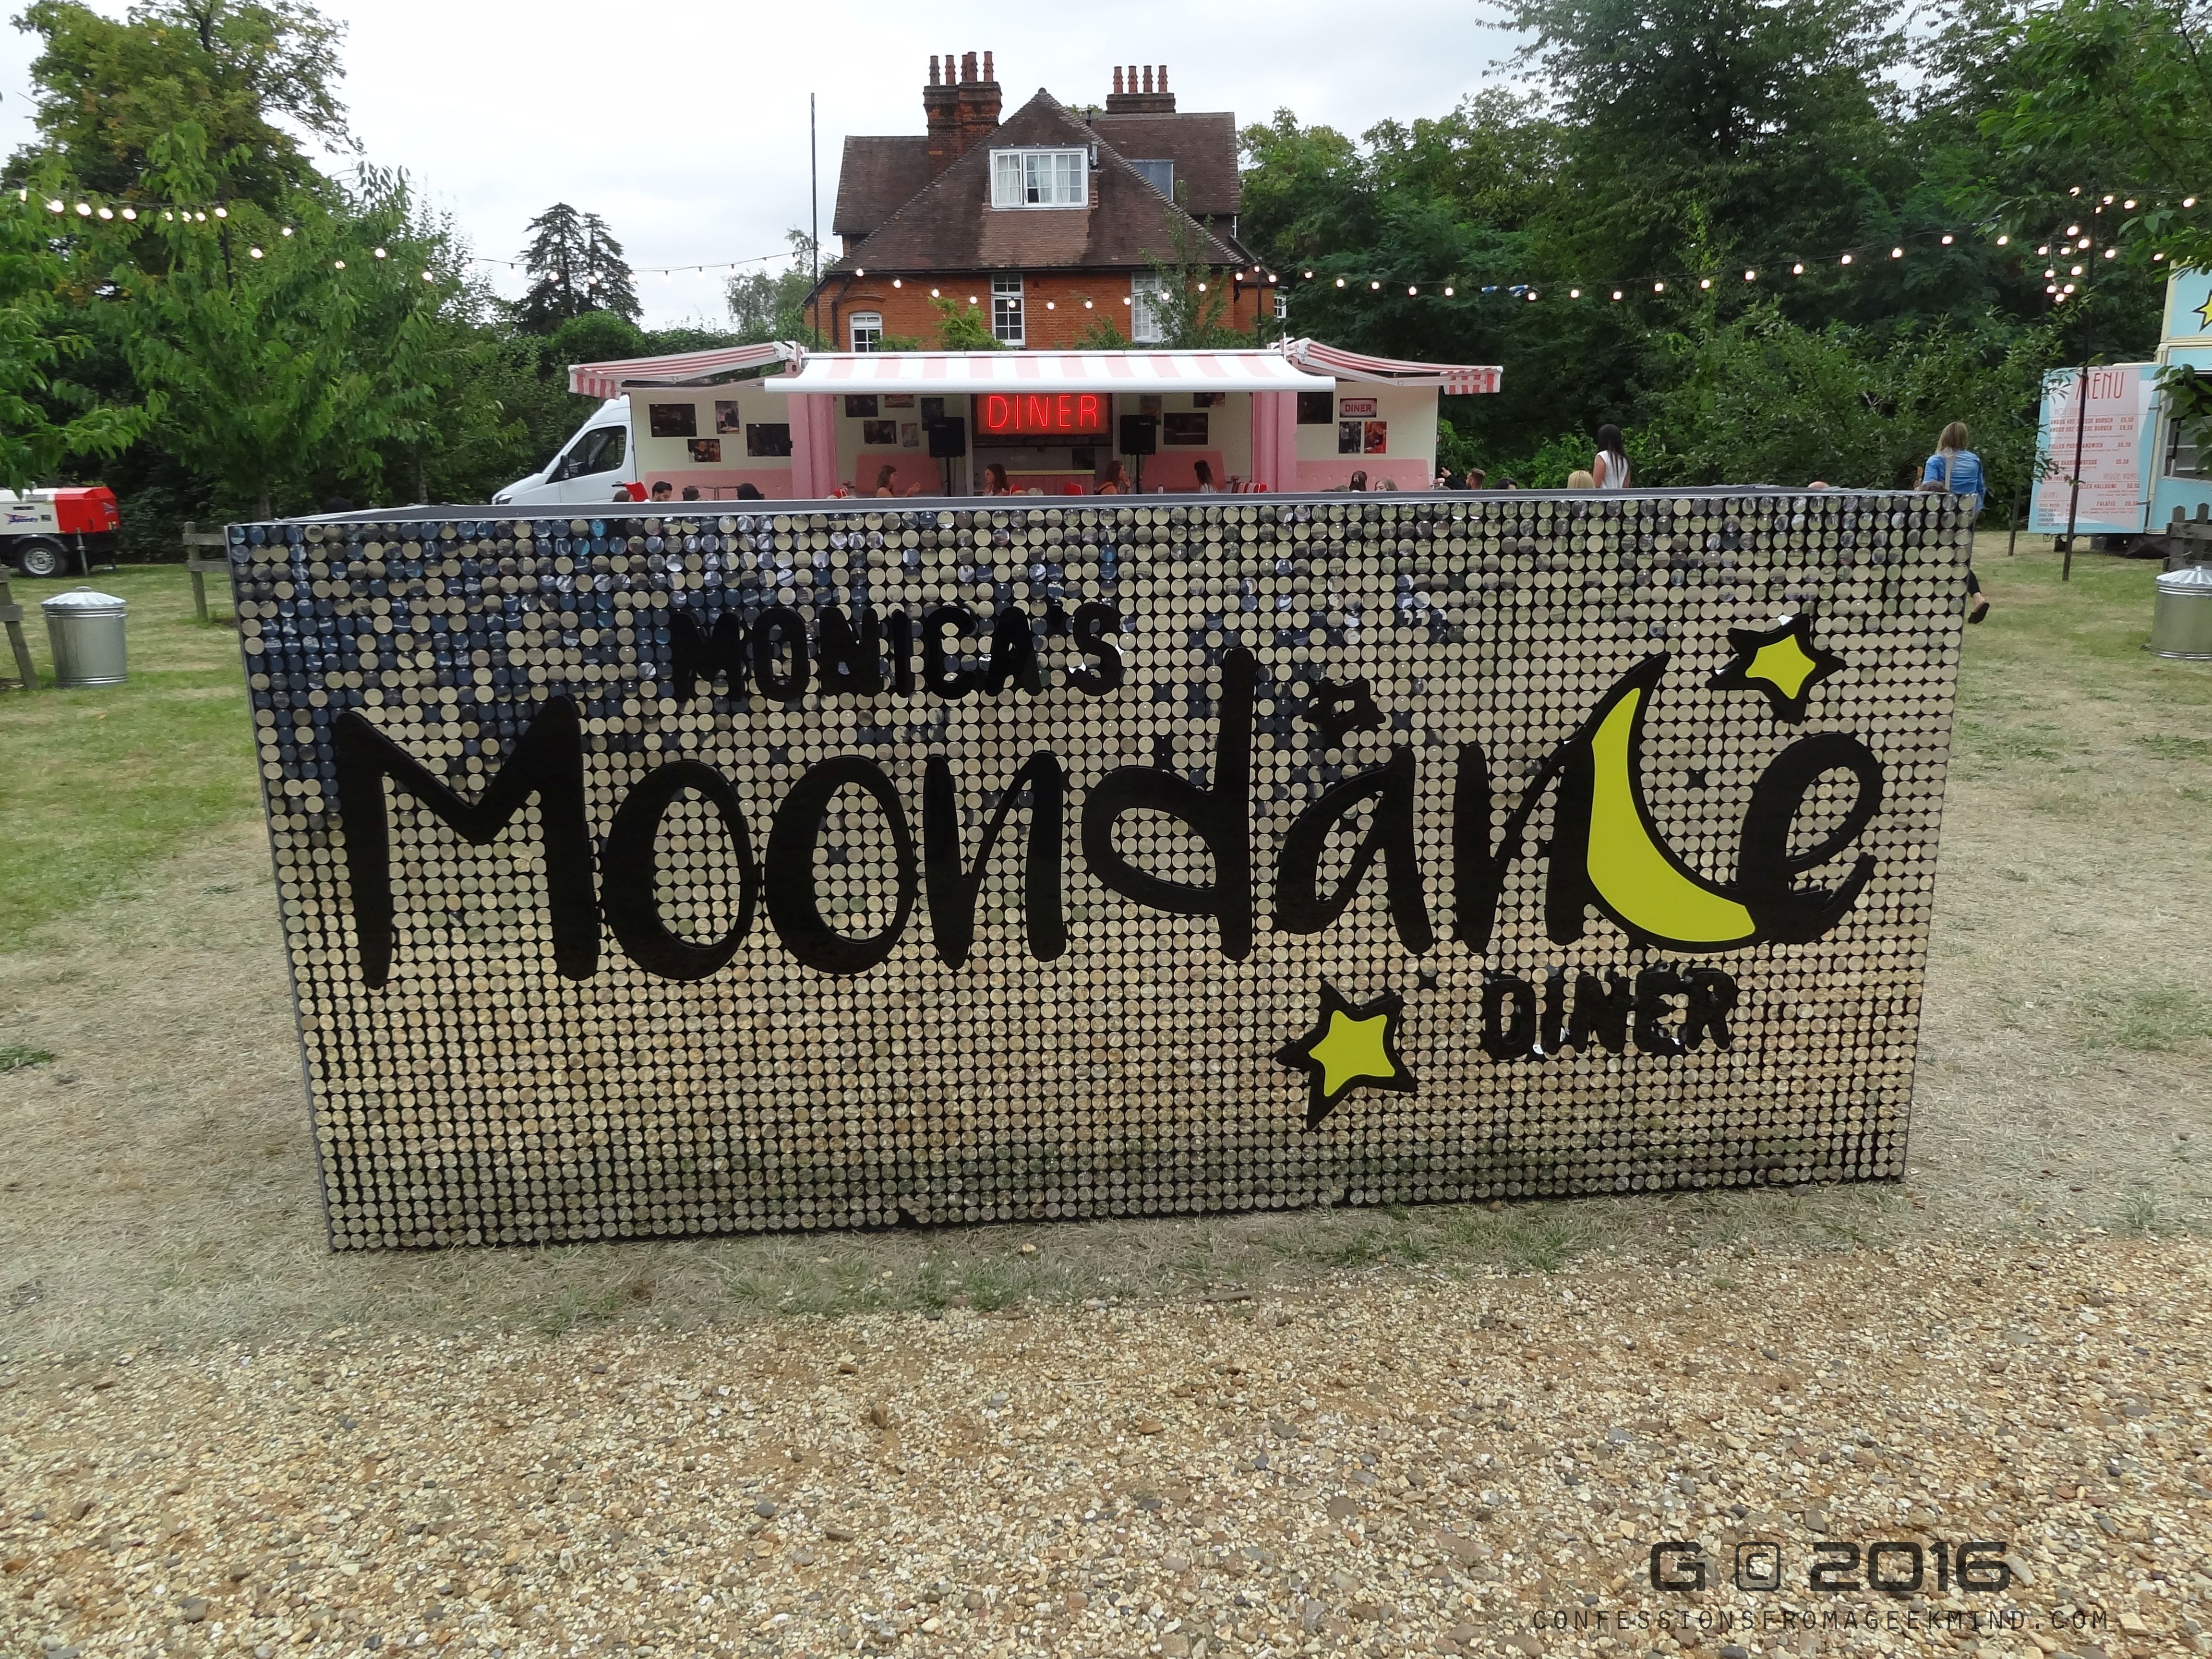 DINER
DINER
MENU
MONICA'S
Moondance
DINER
G © 2016
CONFESSIONSFROMAGEEKMIND.COM